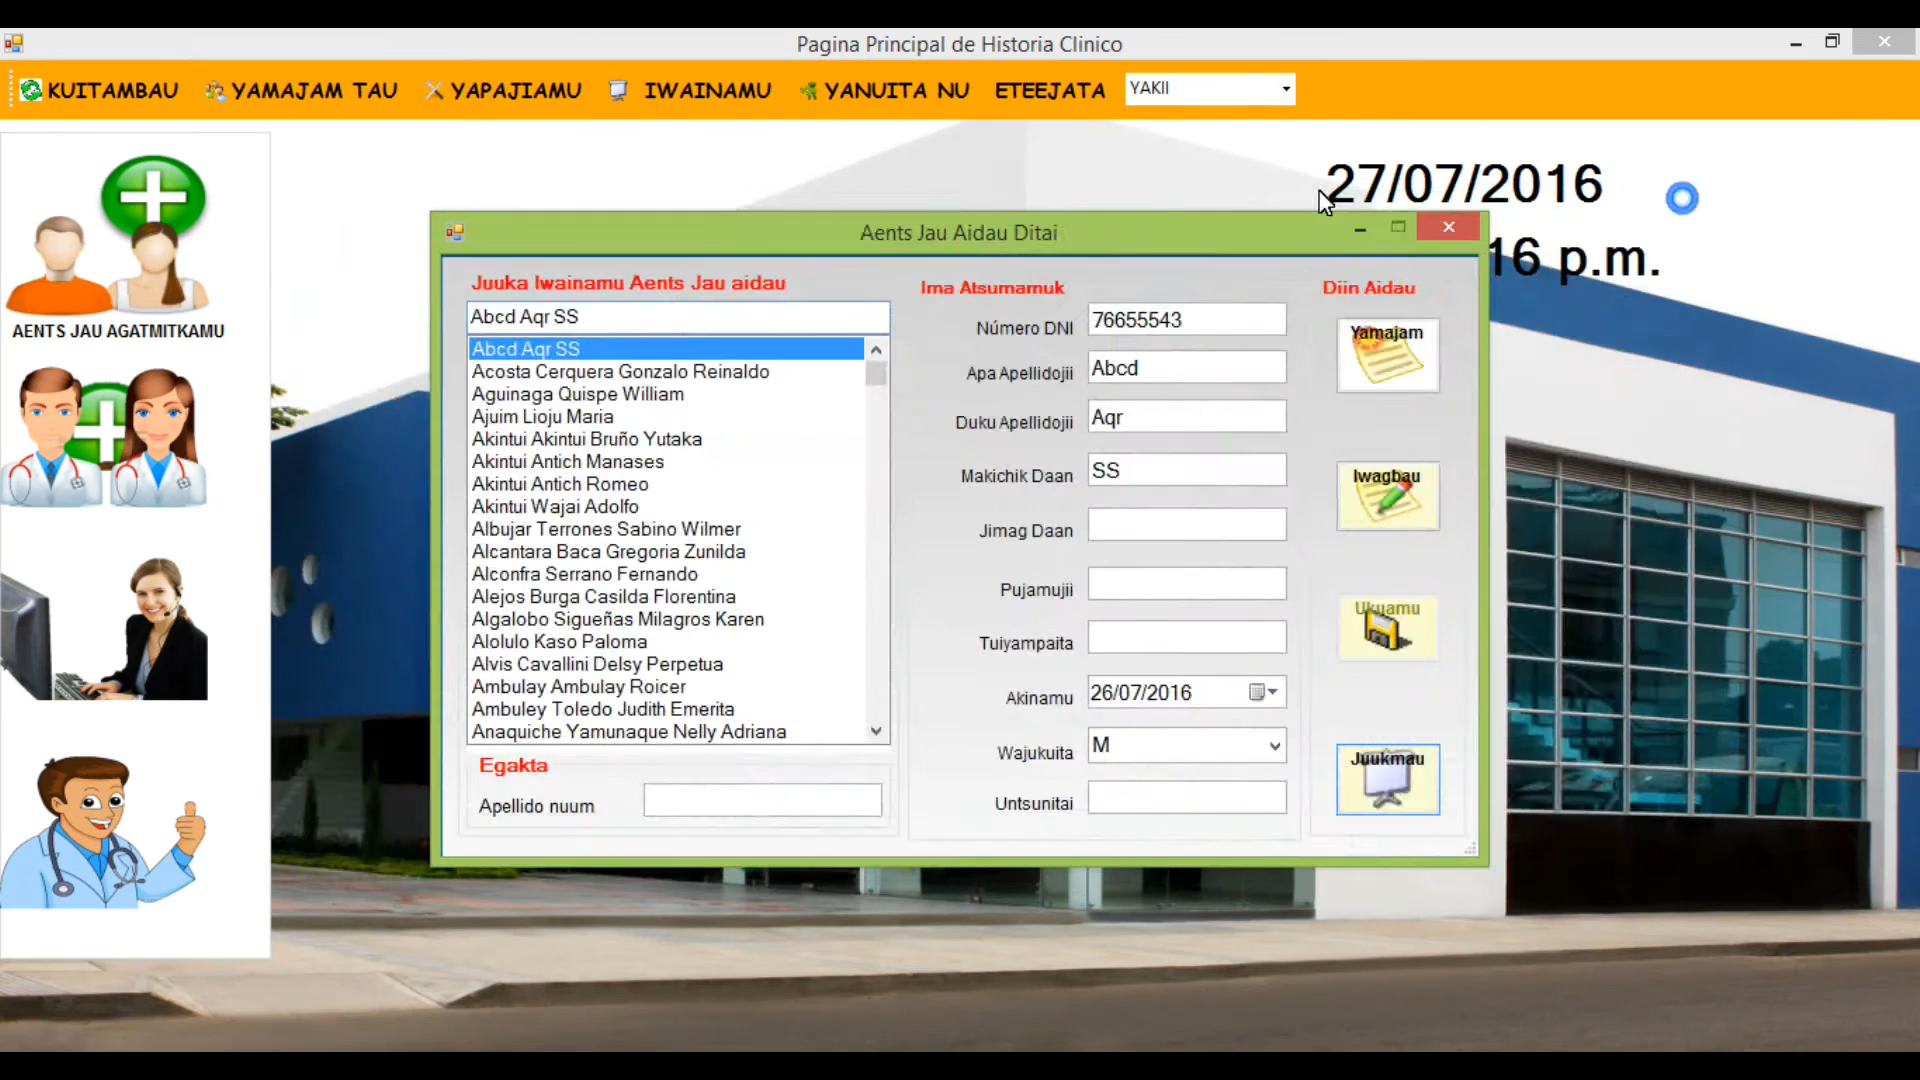 Pagina Principal de Historia Clinico
KUITAMBAU YAMAJAM TAU YAPAJIAMU IWAINAMU YANUITA NU ETEEJATA YAKII
27/07/2016
16 p.m.
AENTS JAU AGATMITKAMU
Aents Jau Aidau Ditai
Juuka Iwainamu Aents Jau aidau
Abcd Aqr SS
Abcd Aqr SS
Acosta Cerquera Gonzalo Reinaldo
Aguinaga Quispe William
Ajuim Lioju Maria
Akintui Akintui Bruño Yutaka
Akintui Antich Manases
Akintui Antich Romeo
Akintui Wajai Adolfo
Albujar Terrones Sabino Wilmer
Alcantara Baca Gregoria Zunilda
Alconfra Serrano Fernando
Alejos Burga Casilda Florentina
Algalobo Sigueñas Milagros Karen
Alolulo Kaso Paloma
Alvis Cavallini Delsy Perpetua
Ambulay Ambulay Roicer
Ambuley Toledo Judith Emerita
Anaquiche Yamunaque Nelly Adriana
Egakta
Apellido nuum
Ima Atsumamuk
Número DNI 76655543
Apa Apellidojii Abcd
Duku Apellidojii Aqr
Makichik Daan SS
Jimag Daan
Pujamujii
Tuiyampaita
Akinamu 26/07/2016
Wajukuita M
Untsunitai
Diin Aidau
Yamajam
Iwagbau
Ukuamu
Juukmau